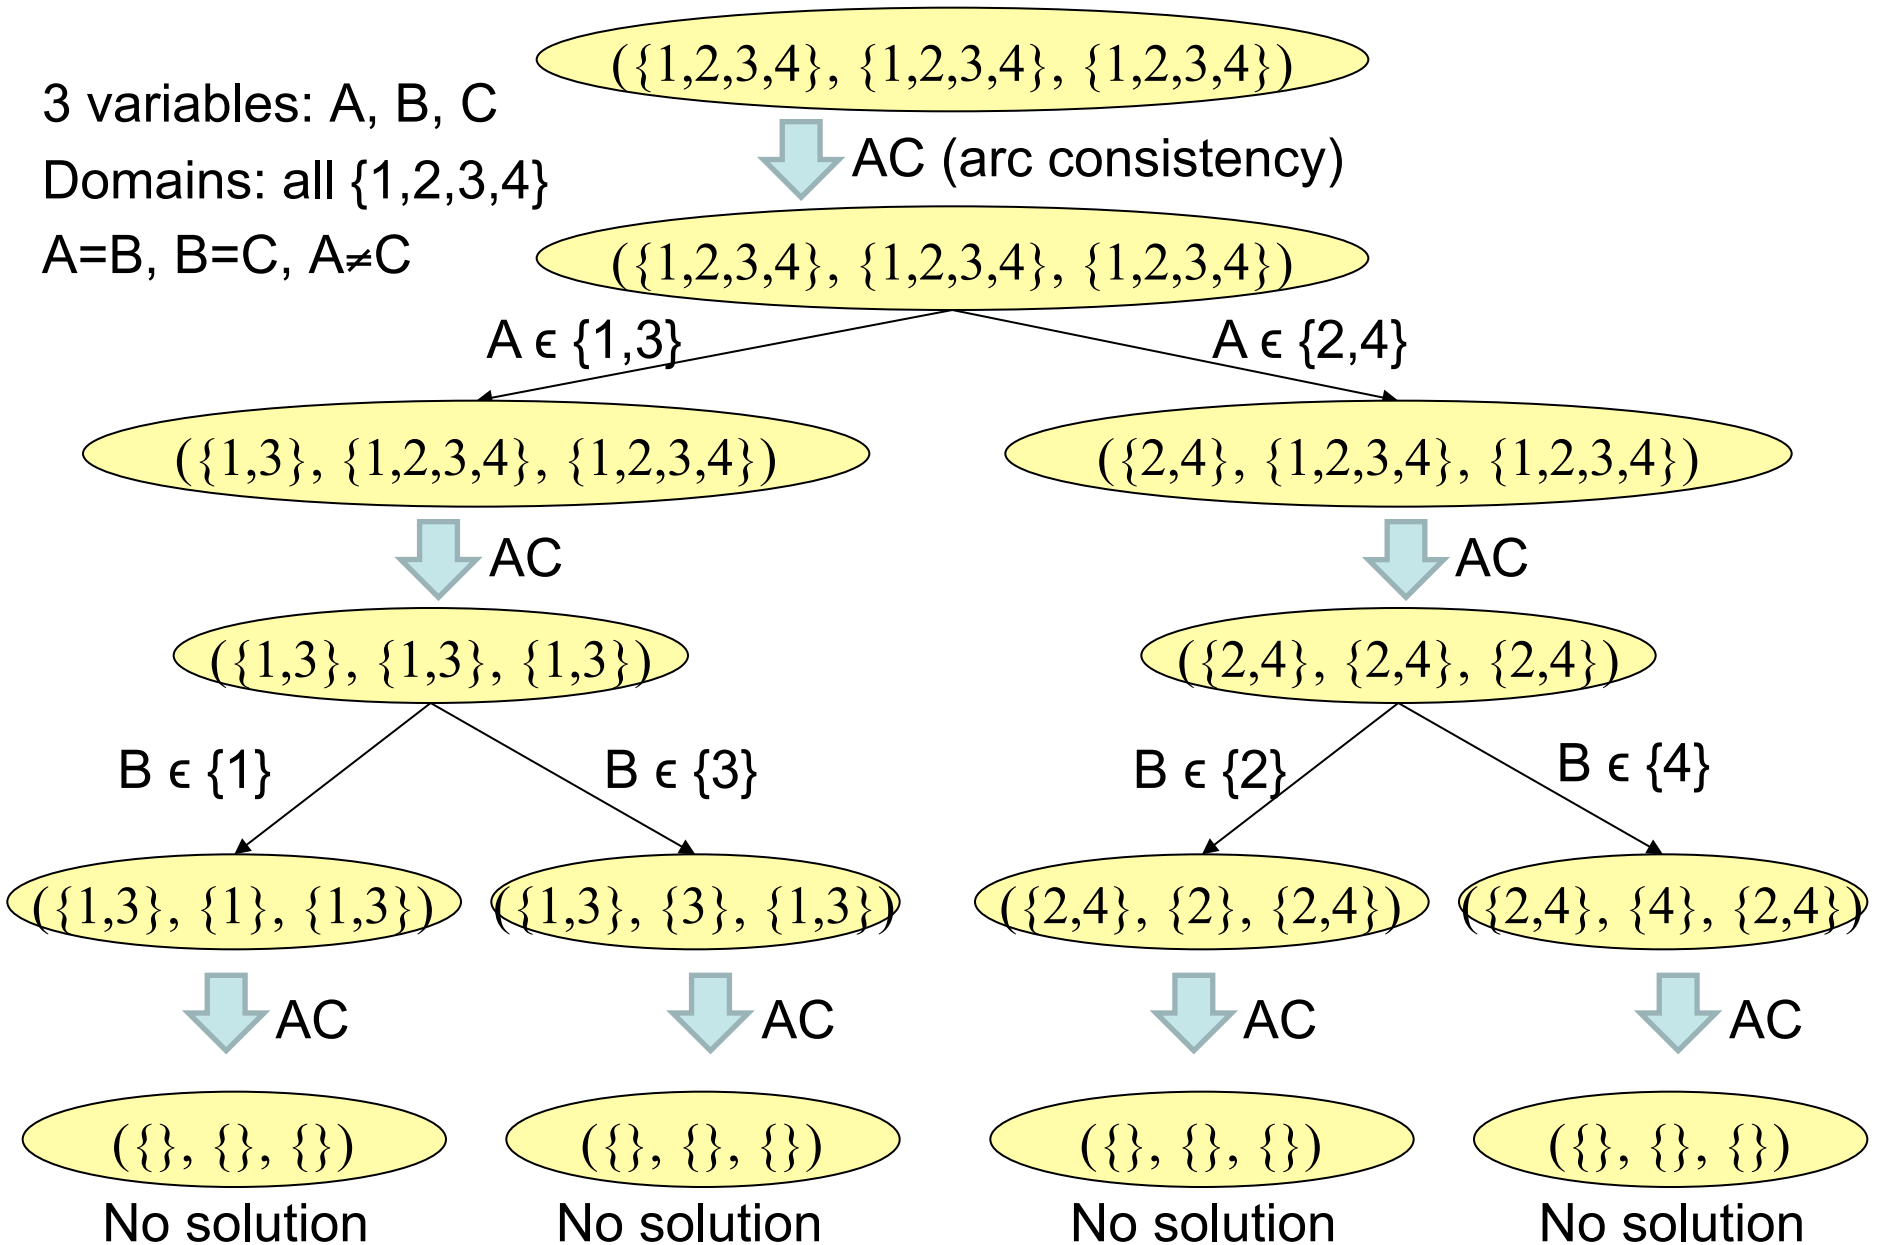 ({1,2,3,4}, {1,2,3,4}, {1,2,3,4})
3 variables: A, B, C
AC (arc consistency)
Domains: all {1,2,3,4}
A=B, B=C, A≠C
({1,2,3,4}, {1,2,3,4}, {1,2,3,4})
A ϵ {1,3}
A ϵ {2,4}
({1,3}, {1,2,3,4}, {1,2,3,4})
({2,4}, {1,2,3,4}, {1,2,3,4})
AC
AC
({1,3}, {1,3}, {1,3})
({2,4}, {2,4}, {2,4})
B ϵ {1}
B ϵ {3}
B ϵ {2}
B ϵ {4}
({1,3}, {1}, {1,3})
({1,3}, {3}, {1,3})
({2,4}, {2}, {2,4})
({2,4}, {4}, {2,4})
AC
AC
AC
AC
({}, {}, {})
({}, {}, {})
({}, {}, {})
({}, {}, {})
No solution
No solution
No solution
No solution